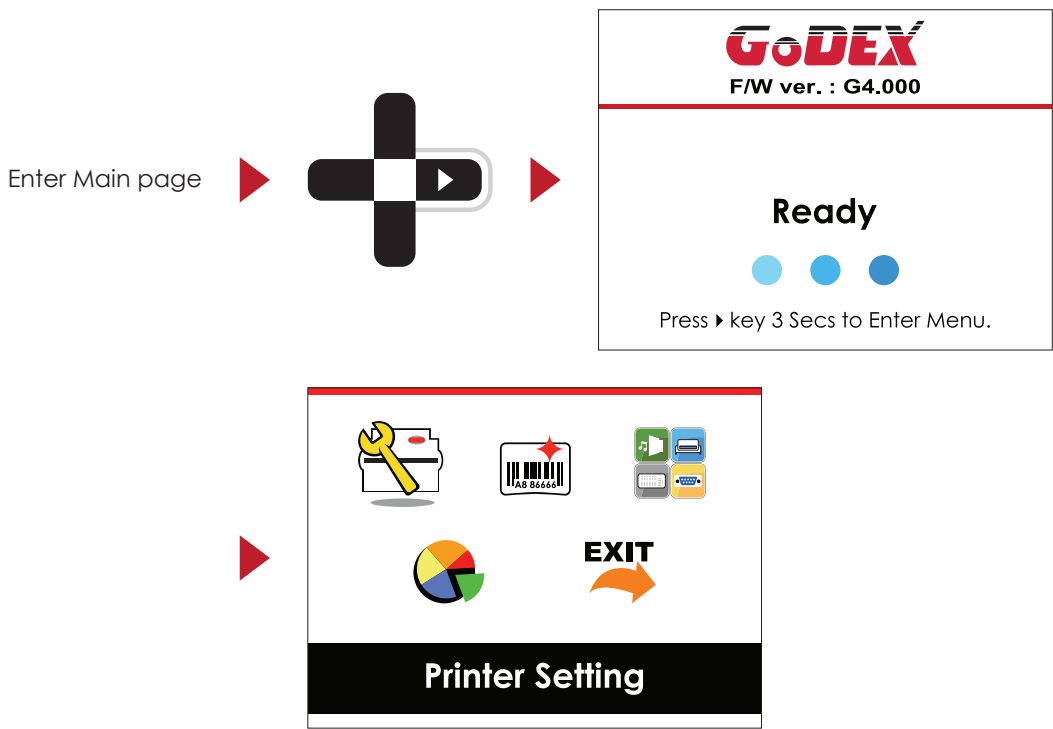 GoDEX
F/W ver. : G4.000
Enter Main page
Ready
Press key 3 Secs to Enter Menu.
A8 86666
EXIT
Printer Setting